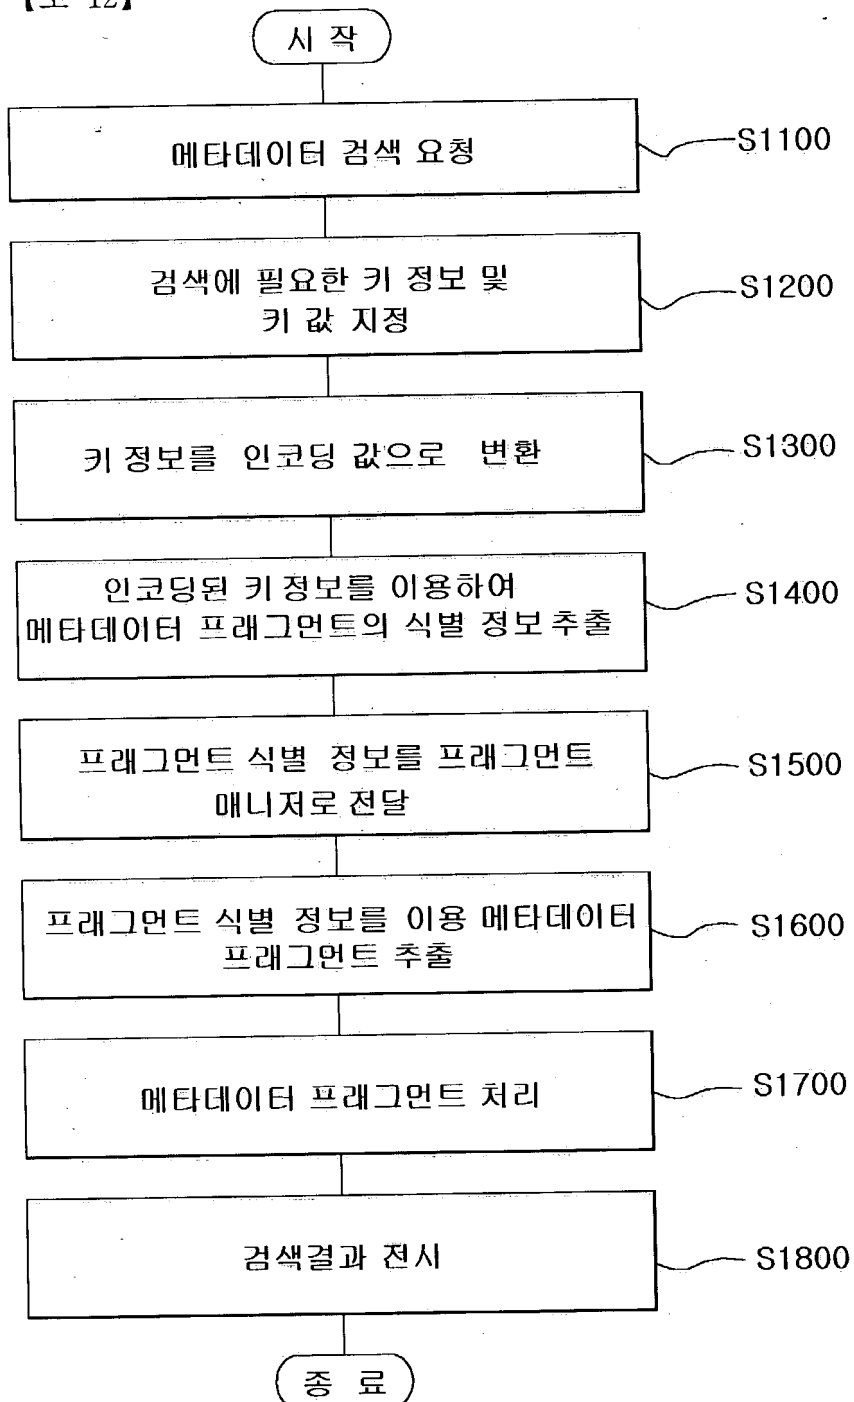 【도 12】
시 작
메타데이터 검색 요청
S1100
검색에 필요한 키 정보 및
키 값 지정
S1200
키 정보를 인코딩 값으로 변환
S1300
인코딩된 키 정보를 이용하여
메타데이터 프래그먼트의 식별 정보 추출
S1400
프래그먼트 식별 정보를 프래그먼트
매니저로 전달
S1500
프래그먼트 식별 정보를 이용 메타데이터
프래그먼트 추출
S1600
메타데이터 프래그먼트 처리
S1700
검색결과 전시
S1800
종 료